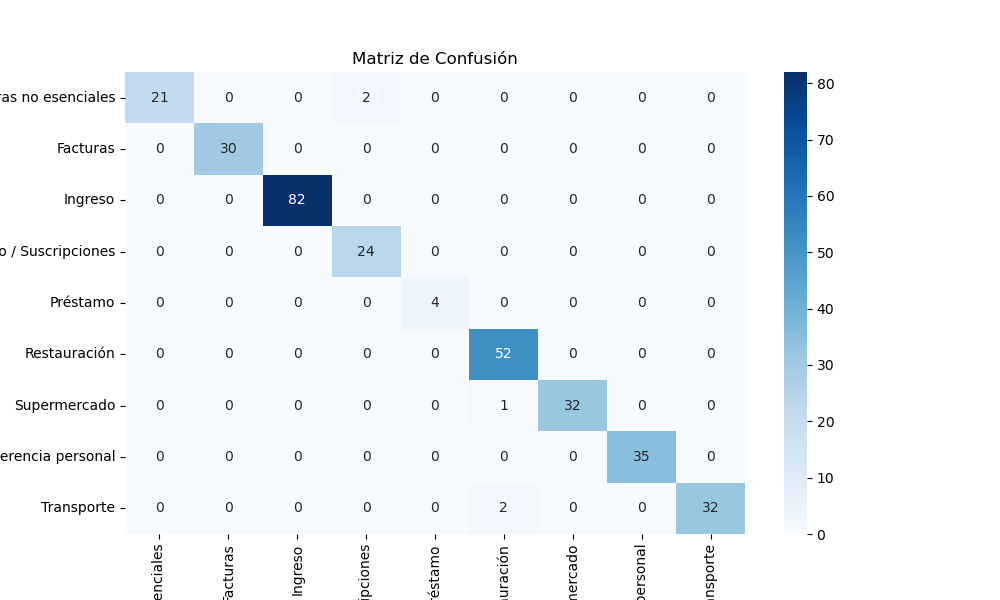 Matriz de Confusión
ras no esenciales 21 0 0 2 0 0 0 0 0
Facturas 0 30 0 0 0 0 0 0 0
Ingreso 0 0 82 0 0 0 0 0 0
o / Suscripciones 0 0 0 24 0 0 0 0 0
Préstamo 0 0 0 0 4 0 0 0 0
Restauración 0 0 0 0 0 52 0 0 0
Supermercado 0 0 0 0 0 1 32 0 0
erencia personal 0 0 0 0 0 0 0 35 0
Transporte 0 0 0 0 0 2 0 0 32
enciales
Facturas
Ingreso
ipciones
réstamo
uración
mercado
personal
nsporte
80
70
60
50
40
30
20
10
0